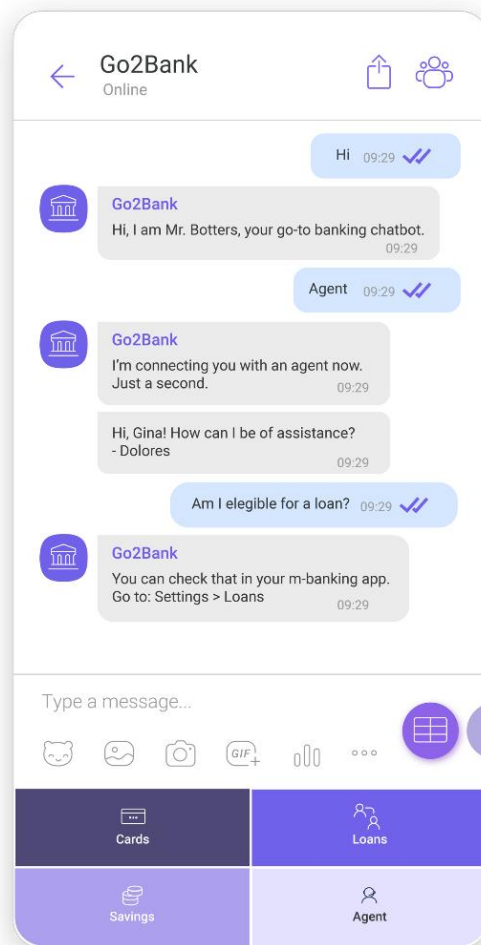 Go2Bank
Online
Hi 09:29
Go2Bank
Hi, I am Mr. Botters, your go-to banking chatbot.
09:29
Agent 09:29
Go2Bank
I'm connecting you with an agent now.
Just a second. 09:29
Hi, Gina! How can I be of assistance?
- Dolores
09:29
Am I elegible for a loan? 09:29
Go2Bank
You can check that in your m-banking app.
Go to: Settings > Loans 09:29
Type a message...
GIF
Cards
Loans
Savings
Agent